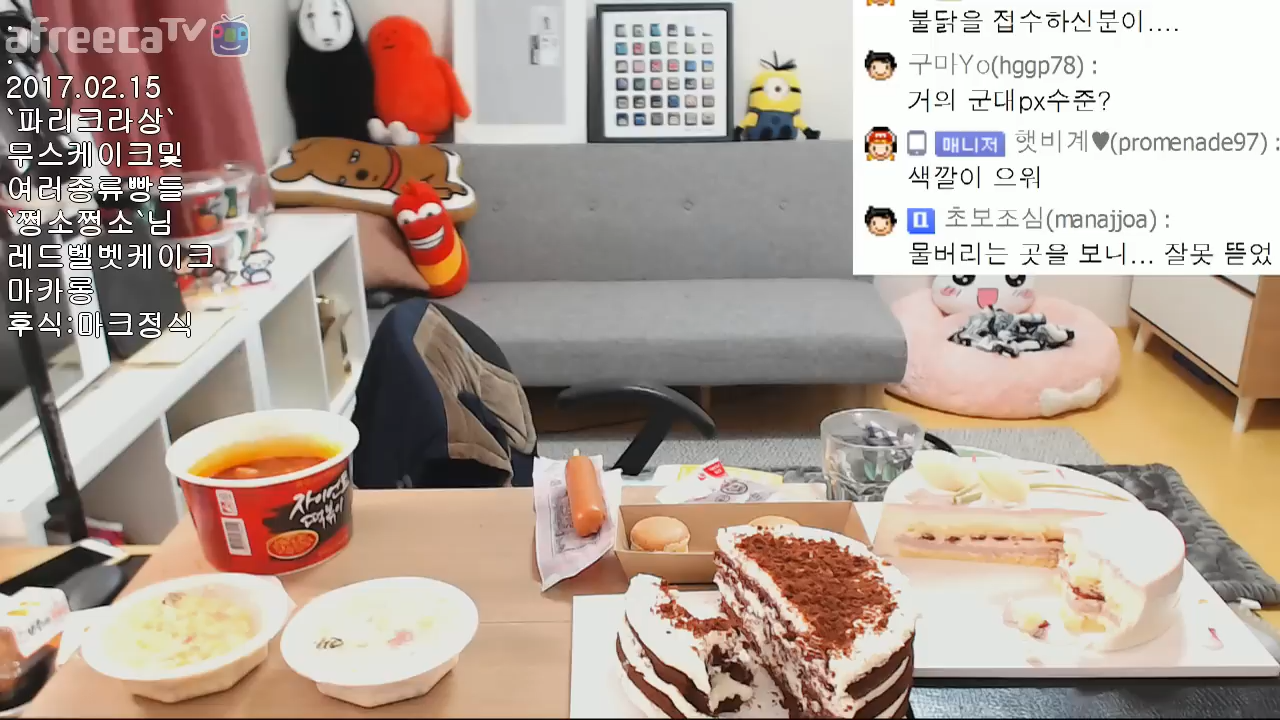 afreecaTV
2017.02.15
`파리크라상`
무스케이크및
여러종류빵들
`쩡소쩡소`님
레드벨벳케이크
마카롱
후식:마크정식
불닭을 접수하신분이....
구마Yo(hggp78) :
거의 군대px수준?
매니저 햇비계♥(promenade97) :
색깔이 으워
초보조심(manajjoa) :
물버리는 곳을 보니... 잘못 뜯었
자이언트
떡볶이